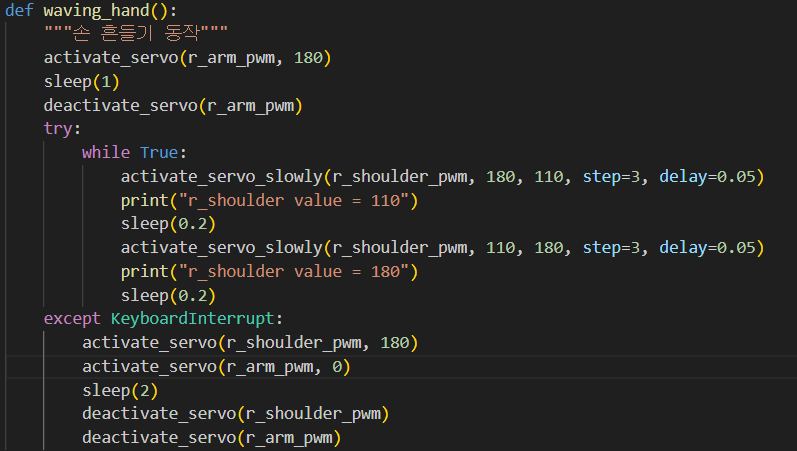 def waving_hand():
    """손 흔들기 동작"""
    activate_servo(r_arm_pwm, 180)
    sleep(1)
    deactivate_servo(r_arm_pwm)
    try:
        while True:
            activate_servo_slowly(r_shoulder_pwm, 180, 110, step=3, delay=0.05)
            print("r_shoulder value = 110")
            sleep(0.2)
            activate_servo_slowly(r_shoulder_pwm, 110, 180, step=3, delay=0.05)
            print("r_shoulder value = 180")
            sleep(0.2)
    except KeyboardInterrupt:
        activate_servo(r_shoulder_pwm, 180)
        activate_servo(r_arm_pwm, 0)
        sleep(2)
        deactivate_servo(r_shoulder_pwm)
        deactivate_servo(r_arm_pwm)